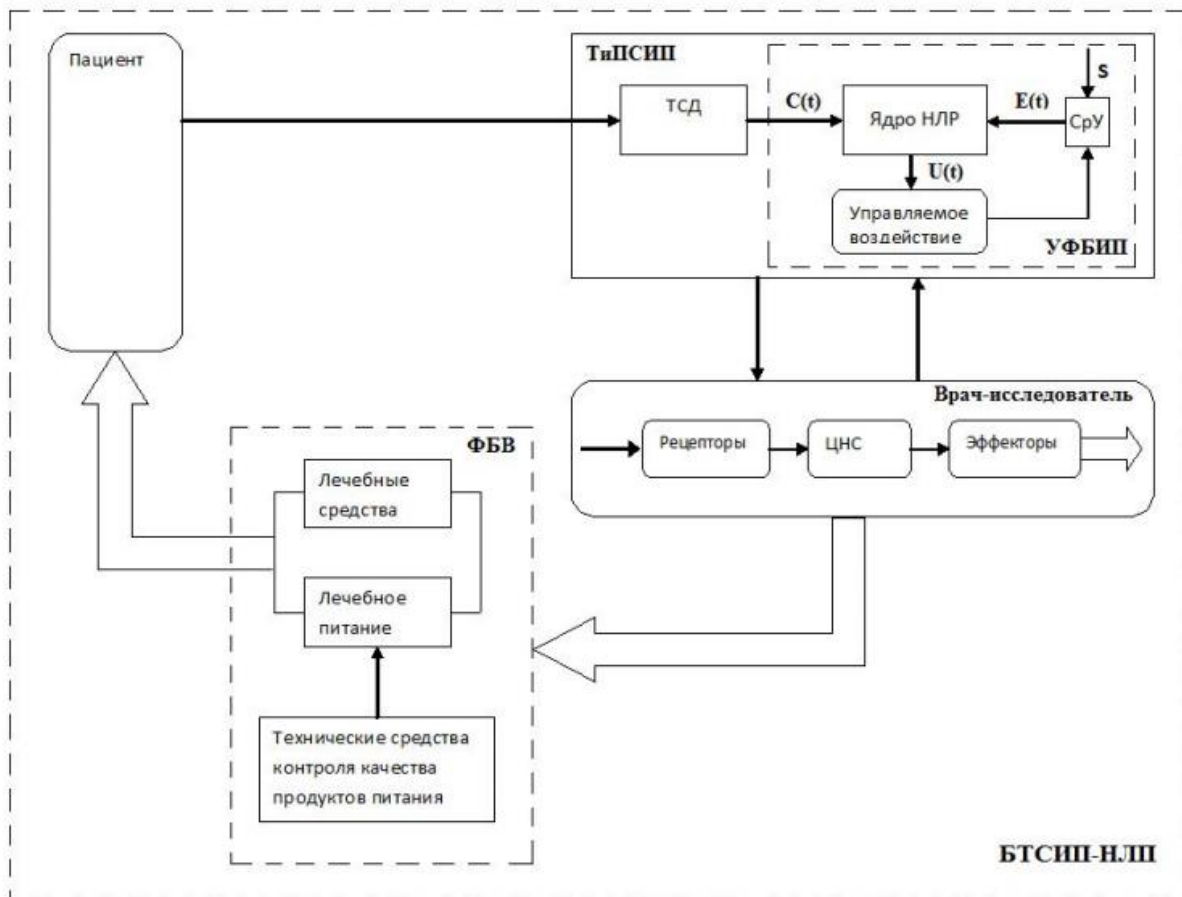 Пациент
ТиПСИП
ТСД
C(t)
Ядро НЛР
E(t)
S
СрУ
U(t)
Управляемое
воздействие
УФБИП
Врач-исследователь
Рецепторы
ЦНС
Эффекторы
ФБВ
Лечебные
средства
Лечебное
питание
Технические средства
контроля качества
продуктов питания
БТСИП-НЛП